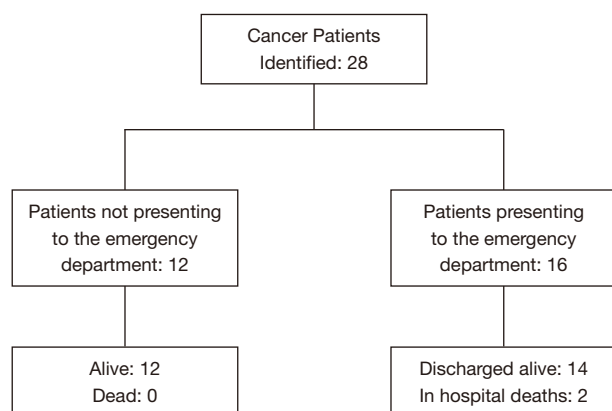 Cancer Patients
Identified: 28
Patients not presenting
to the emergency
department: 12
Patients presenting
to the emergency
department: 16
Alive: 12
Dead: 0
Discharged alive: 14
In hospital deaths: 2